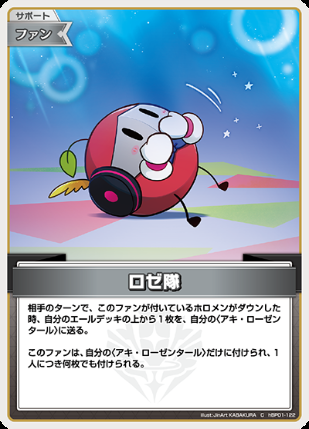 サポート
ファン
ロゼ隊
相手のターンで、このファンが付いているホロメンがダウンした
時、自分のエールデッキの上から1枚を、自分の〈アキ・ローゼン
タール〉に送る。
このファンは、自分の〈アキ・ローゼンタール〉だけに付けられ、1
人につき何枚でも付けられる。
Illust:JinArt KABAKURA C hBP01-122